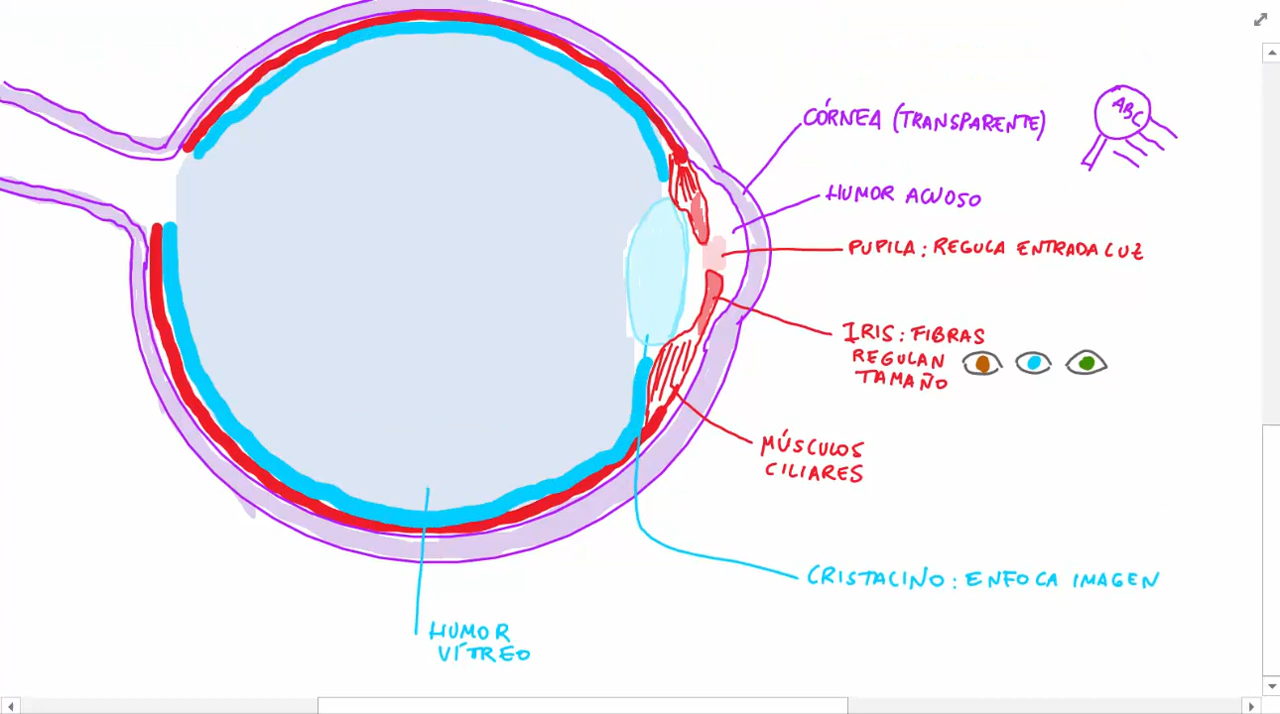 CÓRNEA (TRANSPARENTE)
ABC
HUMOR ACUOSO
PUPILA: REGULA ENTRADA LUZ
IRIS: FIBRAS
REGULAN
TAMAÑO
MÚSCULOS
CILIARES
CRISTALINO: ENFOCA IMAGEN
HUMOR
VÍTREO